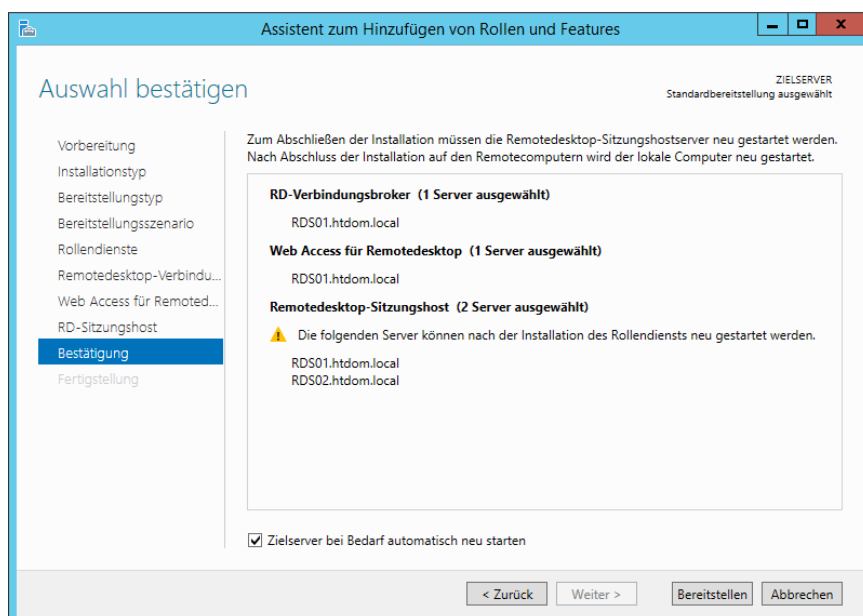 Assistent zum Hinzufügen von Rollen und Features
Auswahl bestätigen
ZIELSERVER
Standardbereitstellung ausgewählt
Vorbereitung
Installationstyp
Bereitstellungstyp
Bereitstellungsszenario
Rollendienste
Remotedesktop-Verbindu...
Web Access für Remoted...
RD-Sitzungshost
Bestätigung
Fertigstellung
Zum Abschließen der Installation müssen die Remotedesktop-Sitzungshostserver neu gestartet werden.
Nach Abschluss der Installation auf den Remotecomputern wird der lokale Computer neu gestartet.
RD-Verbindungsbroker (1 Server ausgewählt)
RDS01.htdom.local
Web Access für Remotedesktop (1 Server ausgewählt)
RDS01.htdom.local
Remotedesktop-Sitzungshost (2 Server ausgewählt)
Die folgenden Server können nach der Installation des Rollendiensts neu gestartet werden.
RDS01.htdom.local
RDS02.htdom.local
Zielserver bei Bedarf automatisch neu starten
< Zurück
Weiter >
Bereitstellen
Abbrechen